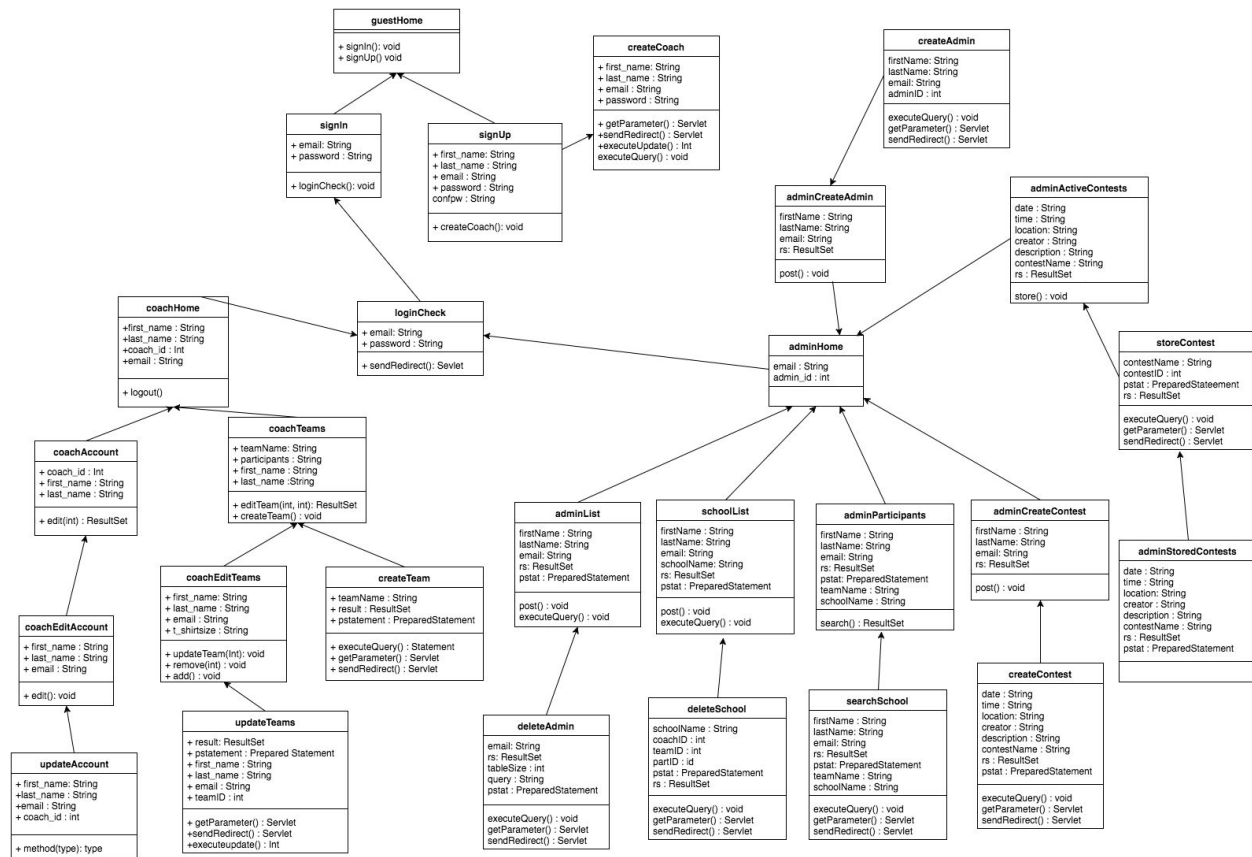 guestHome
+ signIn(): void
+ signUp() void
createCoach
+ first_name: String
+ last_name : String
+ email : String
+ password : String
+ getParameter() : Servlet
+sendRedirect() : Servlet
+executeUpdate() : Int
executeQuery() : void
createAdmin
firstName: String
lastName: String
email: String
adminID : int
executeQuery() : void
getParameter() : Servlet
sendRedirect() : Servlet
signIn
+ email: String
+ password : String
+ loginCheck(): void
signUp
+ first_name: String
+ last_name : String
+ email : String
+ password : String
confpw : String
+ createCoach(): void
adminCreateAdmin
firstName : String
lastName: String
email: String
rs: ResultSet
post() : void
adminActiveContests
date : String
time : String
location: String
creator : String
description : String
contestName : String
rs : ResultSet
store() : void
coachHome
+first_name : String
+last_name : String
+coach_id : Int
+email : String
+ logout()
loginCheck
+ email: String
+ password : String
+ sendRedirect(): Sevlet
adminHome
email : String
admin_id : int
storeContest
contestName : String
contestID : int
pstat : PreparedStateement
rs : ResultSet
executeQuery() : void
getParameter() : Servlet
sendRedirect() : Servlet
coachAccount
+ coach_id : Int
+ first_name : String
+ last_name : String
+ edit(int) : ResultSet
coachTeams
+ teamName: String
+ participants : String
+ first_name : String
+ last_name :String
+ editTeam(int, int): ResultSet
+ createTeam() : void
adminList
firstName : String
lastName: String
email: String
rs: ResultSet
pstat : PreparedStatement
post() : void
executeQuery() : void
schoolList
firstName : String
lastName: String
email: String
schoolName: String
rs: ResultSet
pstat : PreparedStatement
post() : void
executeQuery() : void
adminParticipants
firstName : String
lastName: String
email: String
rs: ResultSet
pstat: PreparedStatement
teamName : String
schoolName : String
search() : ResultSet
adminCreateContest
firstName : String
lastName: String
email: String
rs: ResultSet
post() : void
adminStoredContests
date : String
time : String
location: String
creator : String
description : String
contestName : String
rs : ResultSet
pstat : PreparedStatement
coachEditTeams
+ first_name: String
+ last_name : String
+ email : String
+ t_shirtsize : String
+ updateTeam(Int): void
+ remove(int) : void
+ add() : void
createTeam
+ teamName : String
+ result : ResultSet
+ pstatement : PreparedStatement
+ executeQuery() : Statement
+ getParameter() : Servlet
+ sendRedirect() : Servlet
coachEditAccount
+ first_name : String
+ last_name : String
+ email : String
+ edit(): void
updateTeams
+ result: ResultSet
+ pstatement : Prepared Statement
+ first_name : String
+ last_name : String
+ email : String
+ teamID : int
+ getParameter() : Servlet
+sendRedirect() : Servlet
+executeupdate() : Int
updateAccount
+ first_name: String
+last_name : String
+email : String
+ coach_id : int
+ method(type): type
deleteAdmin
email: String
rs: ResultSet
tableSize : int
query : String
pstat : PreparedStatement
executeQuery() : void
getParameter() : Servlet
sendRedirect() : Servlet
deleteSchool
schoolName : String
coachID : int
teamID : int
partID : id
pstat : PreparedStatement
rs : ResultSet
executeQuery() : void
getParameter() : Servlet
sendRedirect() : Servlet
searchSchool
firstName : String
lastName: String
email: String
rs : ResultSet
pstat: PreparedStatement
teamName : String
schoolName : String
executeQuery() : void
getParameter() : Servlet
sendRedirect() : Servlet
createContest
date : String
time : String
location: String
creator : String
description : String
contestName : String
rs : ResultSet
pstat : PreparedStatement
executeQuery() : void
getParameter() : Servlet
sendRedirect() : Servlet